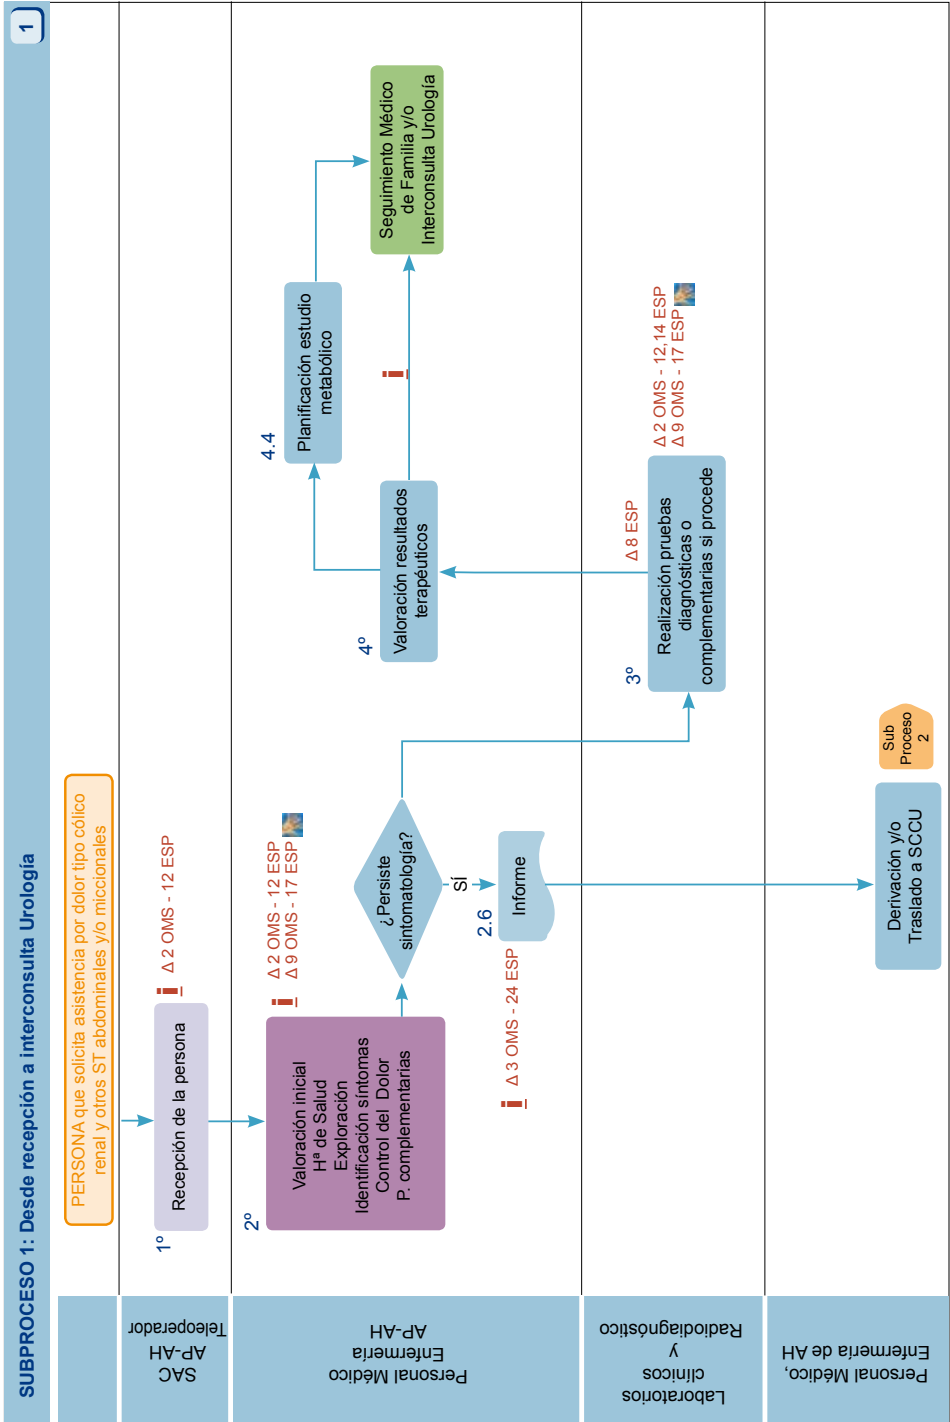 SUBPROCESO 1: Desde recepción a interconsulta Urología
1
PERSONA que solicita asistencia por dolor tipo cólico
renal y otros ST abdominales y/o miccionales
SAC
AP-AH
Teleoperador
1º
Recepción de la persona
i Δ 2 OMS - 12 ESP
Personal Médico
Enfermería
AP-AH
2º
Valoración inicial
Hª de Salud
Exploración
Identificación síntomas
Control del Dolor
P. complementarias
i Δ 2 OMS - 12 ESP
Δ 9 OMS - 17 ESP
¿Persiste
sintomatología?
SÍ
2.6
Informe
i Δ 3 OMS - 24 ESP
4º
Valoración resultados
terapéuticos
4.4
Planificación estudio
metabólico
i
Seguimiento Médico
de Familia y/o
Interconsulta Urología
Laboratorios
clínicos
y
Radiodiagnóstico
3º
Realización pruebas
diagnósticas o
complementarias si procede
Δ 8 ESP
Δ 2 OMS - 12,14 ESP
Δ 9 OMS - 17 ESP
Personal Médico,
Enfermería de AH
Derivación y/o
Traslado a SCCU
Sub
Proceso
2